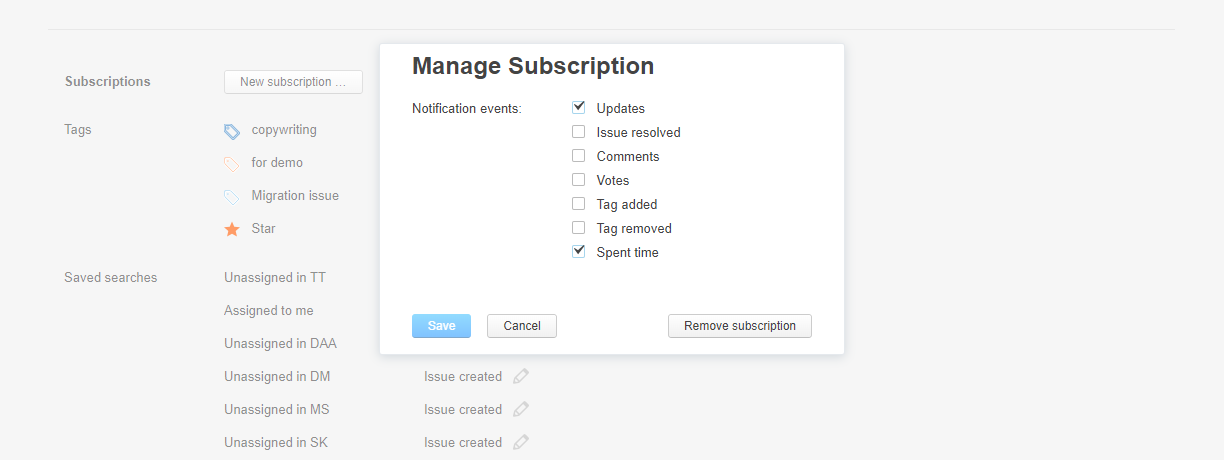 Manage Subscription
Subscriptions
New subscription ...
Notification events:
Updates
Issue resolved
Comments
Votes
Tag added
Tag removed
Spent time
Tags
copywriting
for demo
Migration issue
Star
Saved searches
Unassigned in TT
Assigned to me
Save
Cancel
Remove subscription
Unassigned in DAA
Unassigned in DM Issue created
Unassigned in MS Issue created
Unassigned in SK Issue created